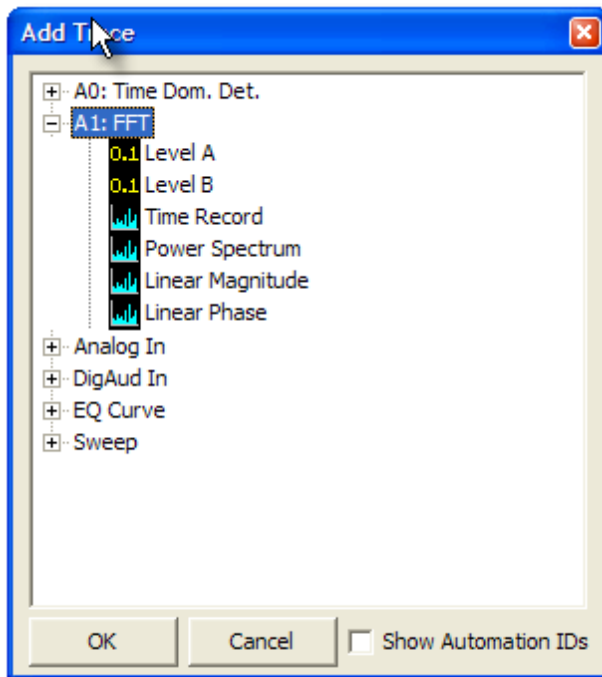 Add Trace
A0: Time Dom. Det.
A1: FFT
0.1 Level A
0.1 Level B
Time Record
Power Spectrum
Linear Magnitude
Linear Phase
Analog In
DigAud In
EQ Curve
Sweep
OK Cancel Show Automation IDs